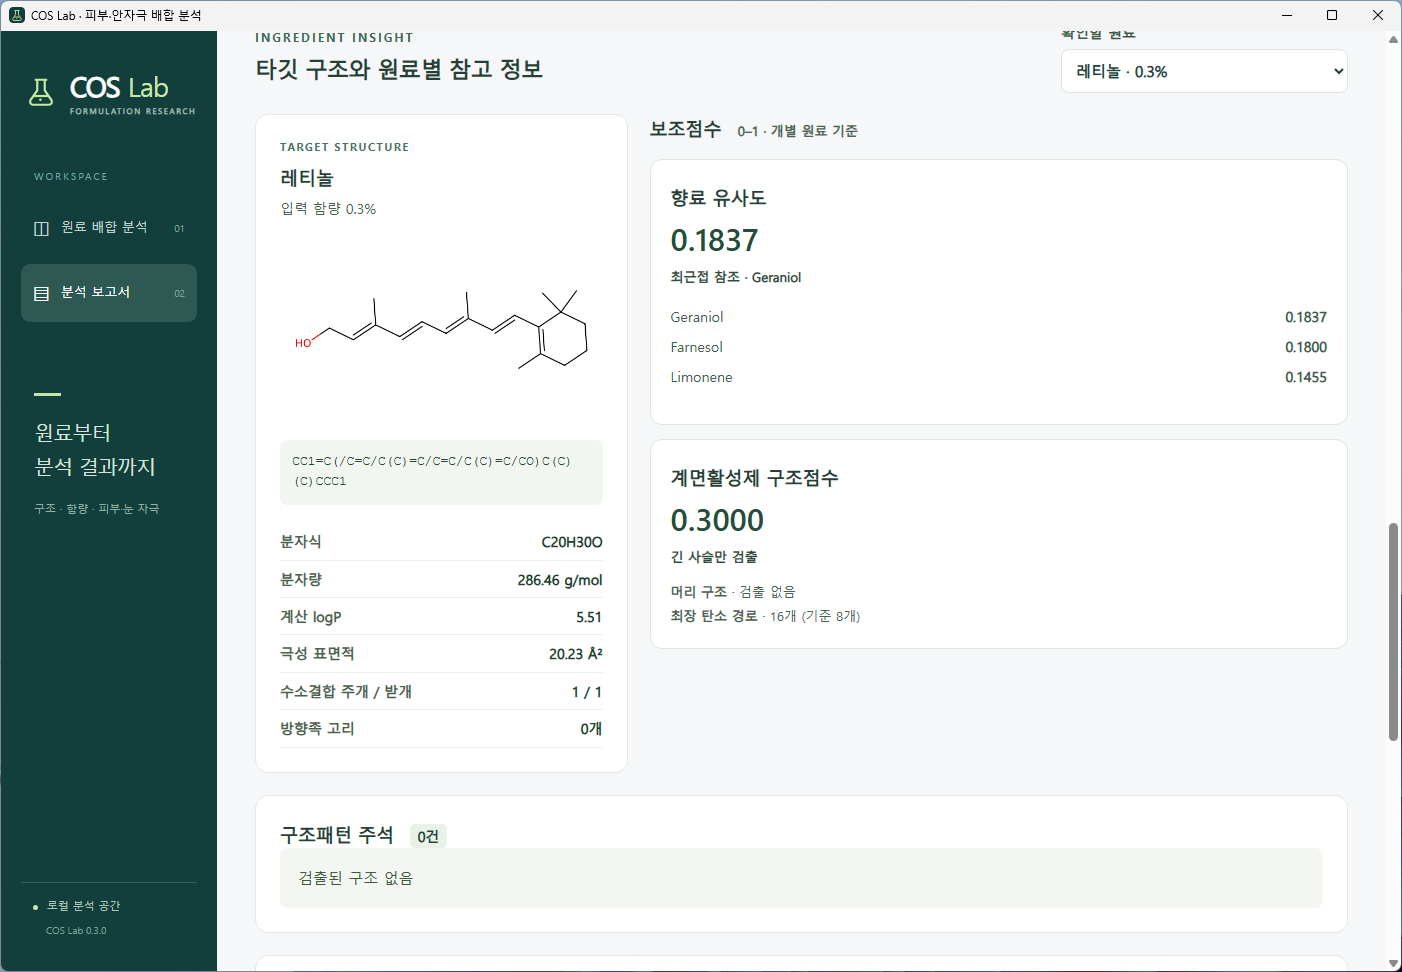 COS Lab · 피부·안자극 배합 분석
COS Lab
FORMULATION RESEARCH
WORKSPACE
원료 배합 분석 01
분석 보고서 02
원료부터
분석 결과까지
구조 · 함량 · 피부·눈 자극
로컬 분석 공간
COS Lab 0.3.0
INGREDIENT INSIGHT
타깃 구조와 원료별 참고 정보
확인할 원료
레티놀 · 0.3%
TARGET STRUCTURE
레티놀
입력 함량 0.3%
HO
CC1=C(/C=C/C(C)=C/C=C/C(C)=C/CO)C(C)
(C)CCC1
분자식 C20H30O
분자량 286.46 g/mol
계산 logP 5.51
극성 표면적 20.23 Å²
수소결합 주개 / 받개 1 / 1
방향족 고리 0개
보조점수 0–1 · 개별 원료 기준
향료 유사도
0.1837
최근접 참조 · Geraniol
Geraniol 0.1837
Farnesol 0.1800
Limonene 0.1455
계면활성제 구조점수
0.3000
긴 사슬만 검출
머리 구조 · 검출 없음
최장 탄소 경로 · 16개 (기준 8개)
구조패턴 주석 0건
검출된 구조 없음